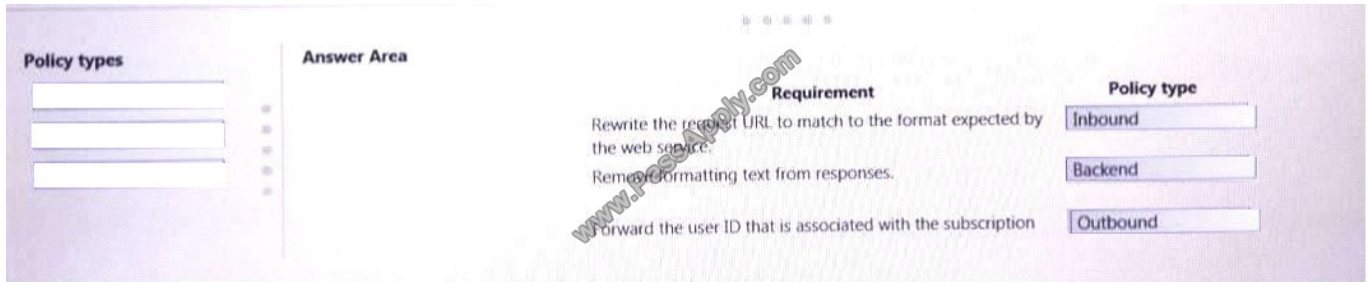 Policy types
Answer Area
Requirement
Policy type
Rewrite the request URL to match to the format expected by
the web service.
Inbound
Remove formatting text from responses.
Backend
Forward the user ID that is associated with the subscription
Outbound
www.PassApply.com